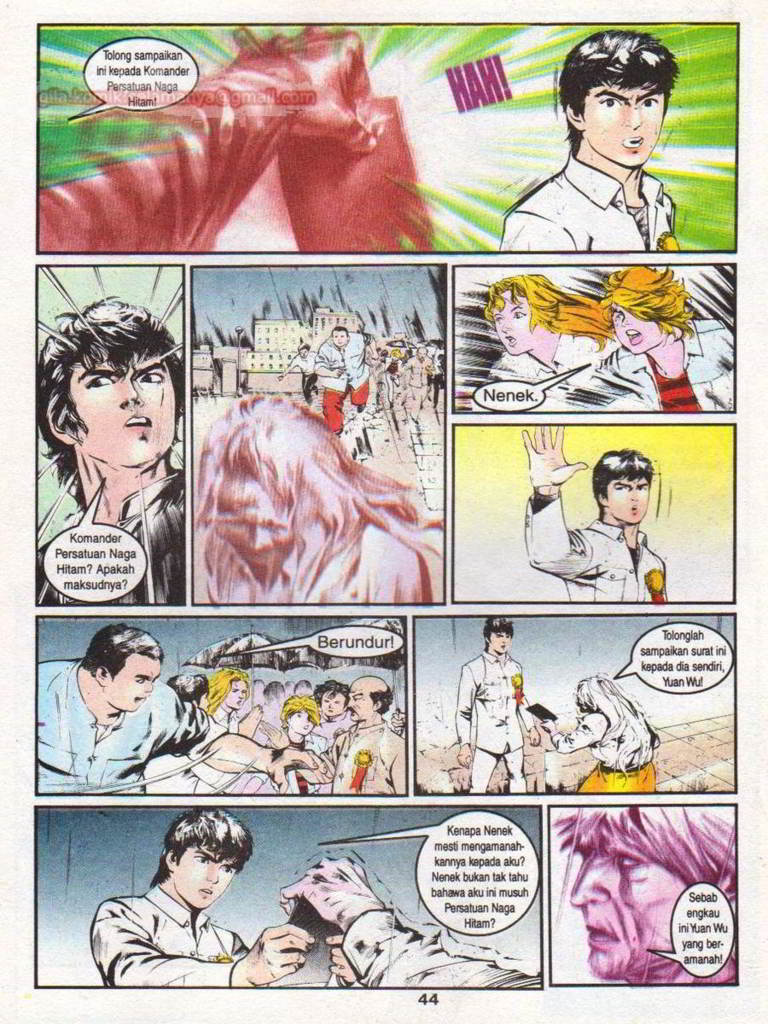 Tolong sampaikan
ini kepada Komander
Persatuan Naga
Hitam!
HAH!
Komander
Persatuan Naga
Hitam? Apakah
maksudnya?
Nenek.
Berundur!
Tolonglah
sampaikan surat ini
kepada dia sendiri,
Yuan Wu!
Kenapa Nenek
mesti mengamanah-
kannya kepada aku?
Nenek bukan tak tahu
bahawa aku ini musuh
Persatuan Naga
Hitam?
Sebab
engkau
ini Yuan Wu
yang ber-
amanah!
44